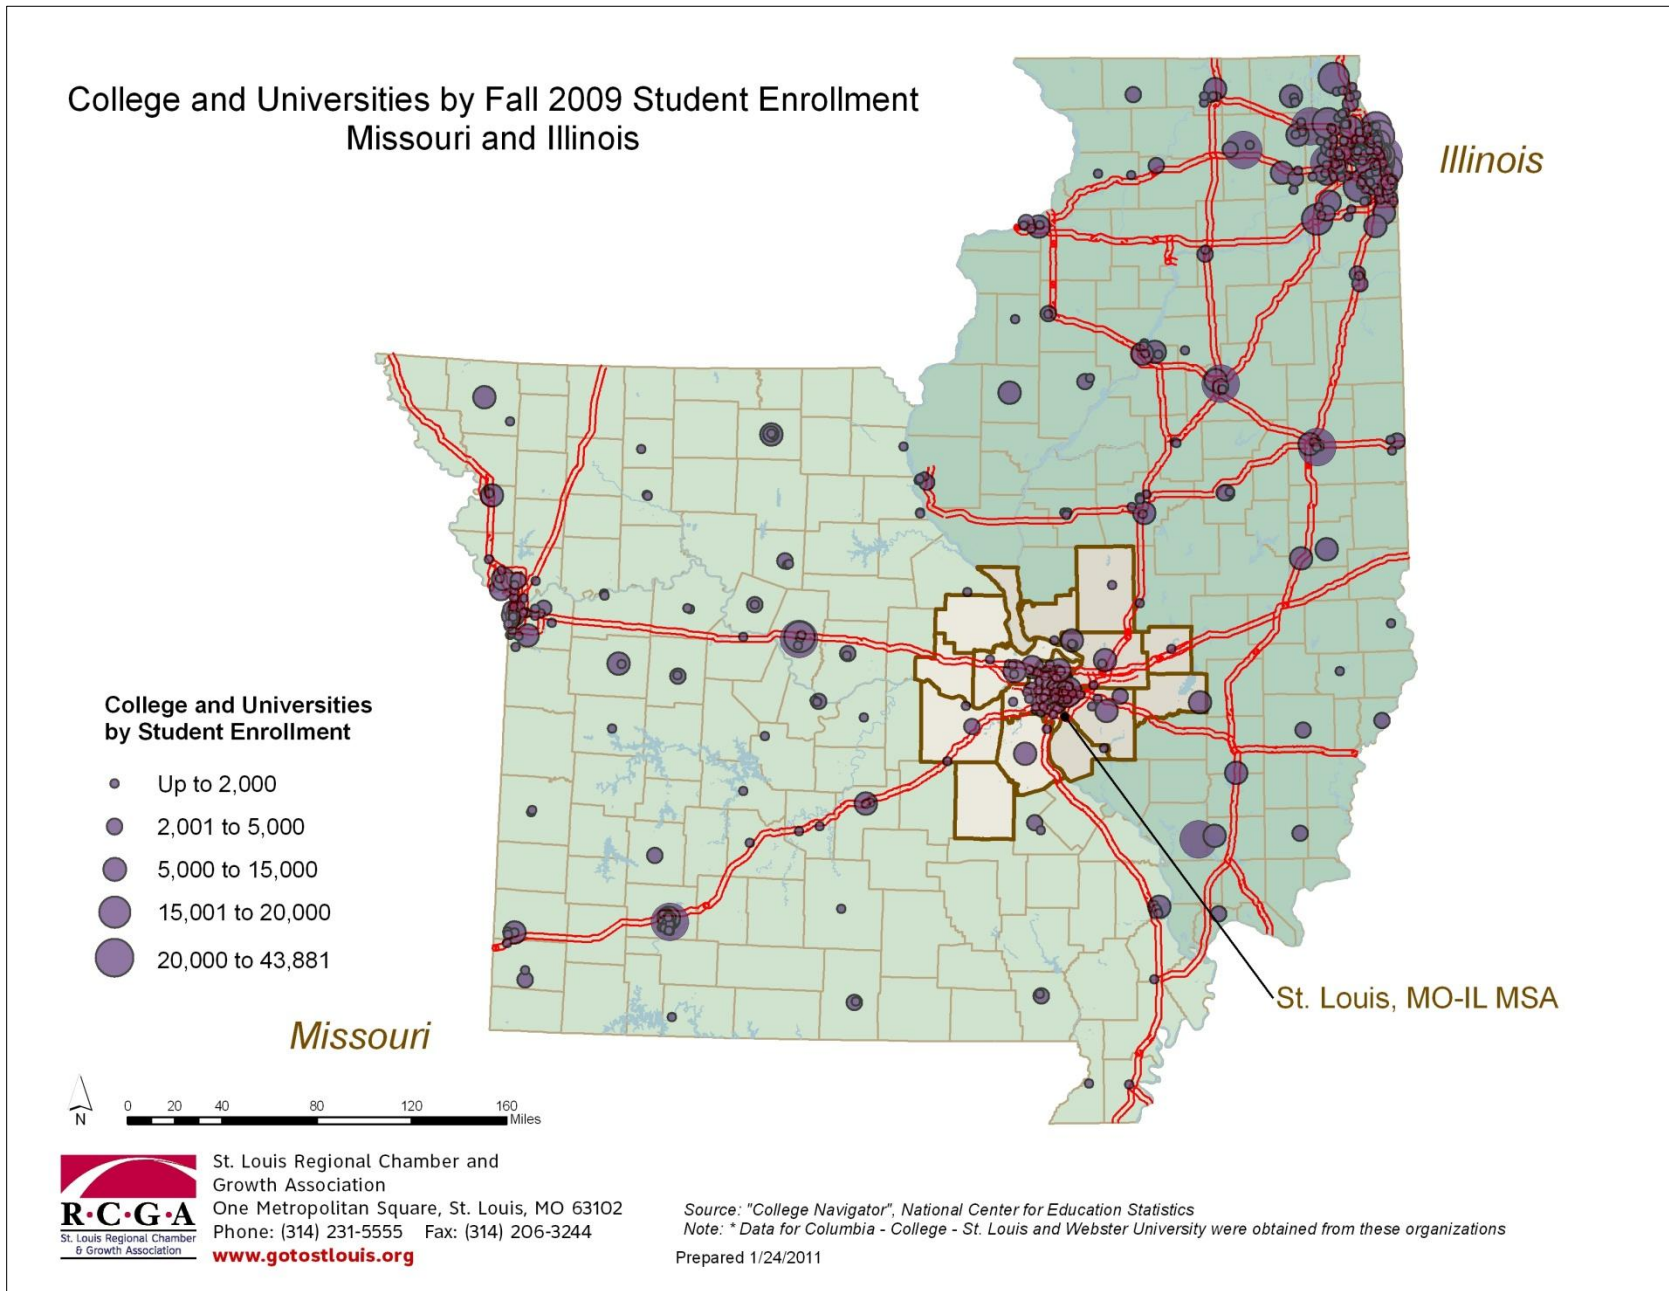 College and Universities by Fall 2009 Student Enrollment
Missouri and Illinois
Illinois
College and Universities
by Student Enrollment
Up to 2,000
2,001 to 5,000
5,000 to 15,000
15,001 to 20,000
20,000 to 43,881
St. Louis, MO-IL MSA
Missouri
N
0 20 40 80 120 160
Miles
R·C·G·A
St. Louis Regional Chamber
& Growth Association
St. Louis Regional Chamber and
Growth Association
One Metropolitan Square, St. Louis, MO 63102
Phone: (314) 231-5555 Fax: (314) 206-3244
www.gotostlouis.org
Source: "College Navigator", National Center for Education Statistics
Note: * Data for Columbia - College - St. Louis and Webster University were obtained from these organizations
Prepared 1/24/2011